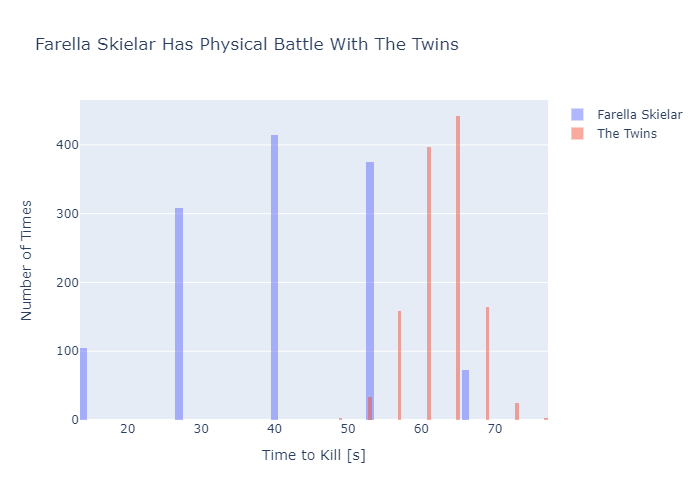 Farella Skielar Has Physical Battle With The Twins
Farella Skielar
The Twins
Number of Times
400
300
200
100
0
20 30 40 50 60 70
Time to Kill [s]